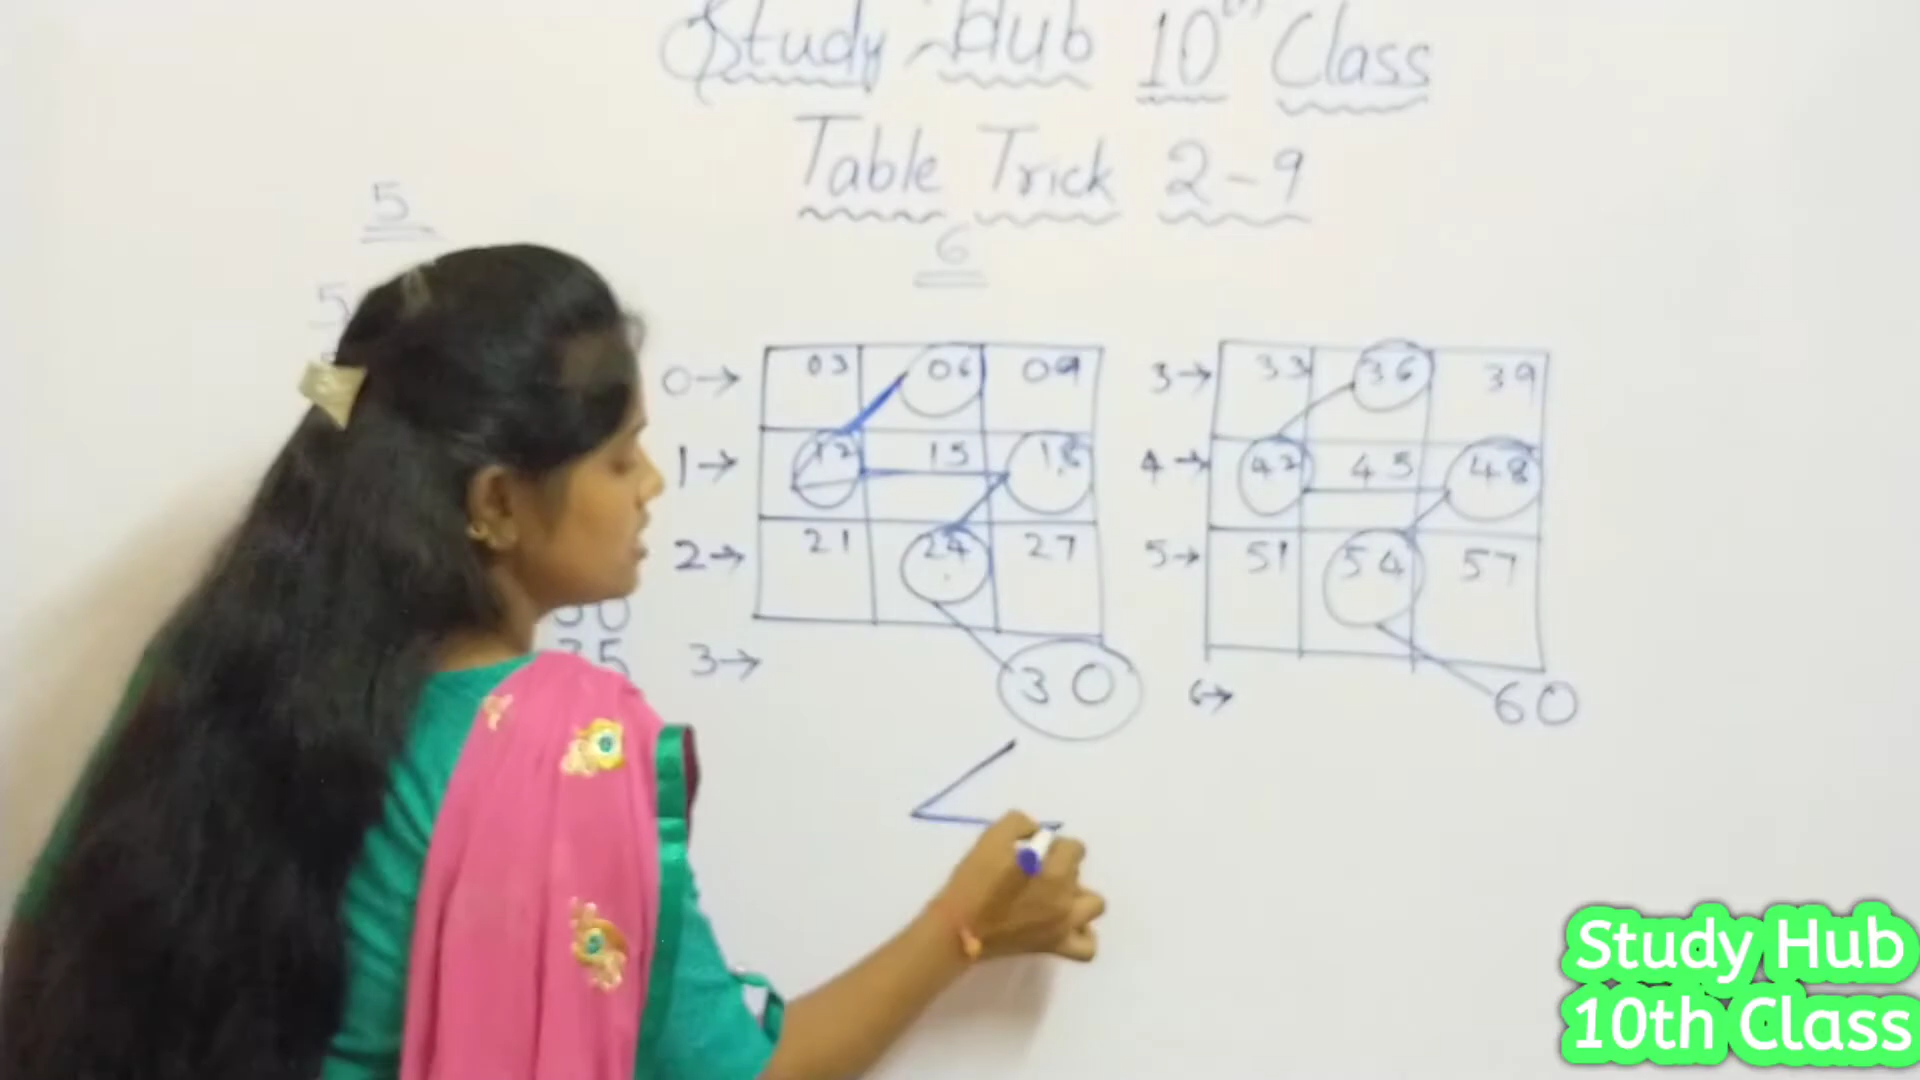 Study Hub 10th Class
Table Trick 2-9
5
6
5
0→ 03 06 09
1→ 12 15 18
2→ 21 24 27
3→ 30
3→ 33 36 39
4→ 42 45 48
5→ 51 54 57
6→ 60
35
Study Hub
10th Class